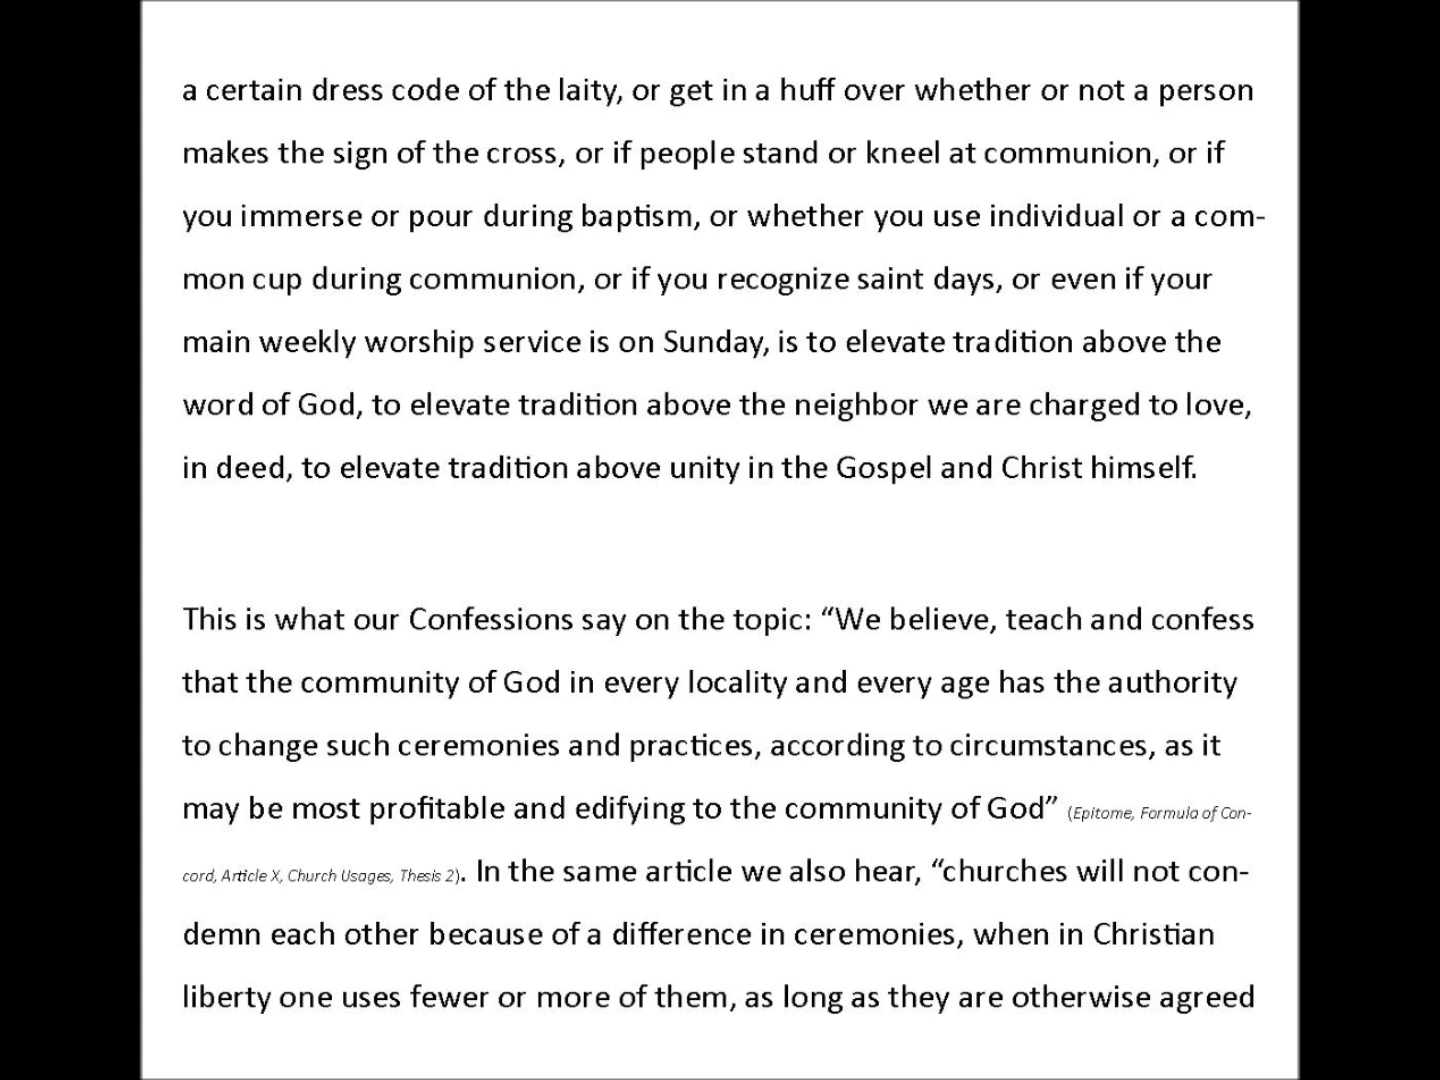 a certain dress code of the laity, or get in a huff over whether or not a person
makes the sign of the cross, or if people stand or kneel at communion, or if
you immerse or pour during baptism, or whether you use individual or a com-
mon cup during communion, or if you recognize saint days, or even if your
main weekly worship service is on Sunday, is to elevate tradition above the
word of God, to elevate tradition above the neighbor we are charged to love,
in deed, to elevate tradition above unity in the Gospel and Christ himself.
This is what our Confessions say on the topic: “We believe, teach and confess
that the community of God in every locality and every age has the authority
to change such ceremonies and practices, according to circumstances, as it
may be most profitable and edifying to the community of God” (Epitome, Formula of Con-
cord, Article X, Church Usages, Thesis 2). In the same article we also hear, “churches will not con-
demn each other because of a difference in ceremonies, when in Christian
liberty one uses fewer or more of them, as long as they are otherwise agreed